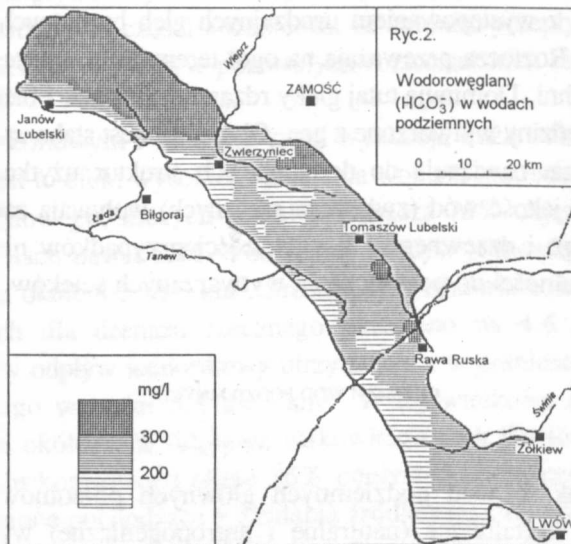 Ryc.2.
Wieprz
ZAMOŚĆ
Wodorowęglany
(HCO₃⁻) w wodach
podziemnych
Janów
Lubelski
Zwierzyniec
0 10 20 km
Biłgoraj
Łada
Tomaszów Lubelski
Tanew
Rawa Ruska
mg/l
300
200
Żółkiew
LWÓW